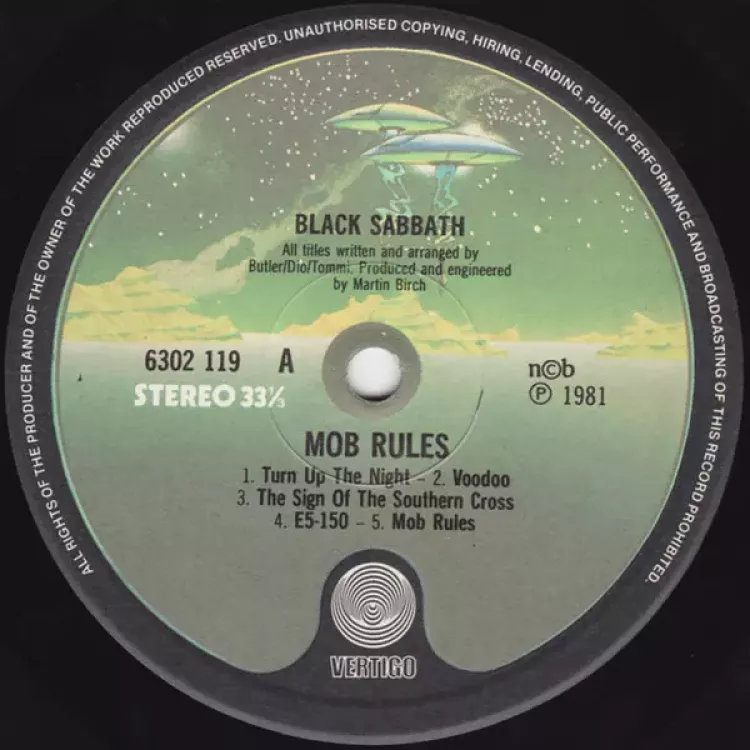 ALL RIGHTS OF THE PRODUCER AND OF THE OWNER OF THE WORK REPRODUCED RESERVED. UNAUTHORISED COPYING, HIRING, LENDING, PUBLIC PERFORMANCE AND BROADCASTING OF THIS RECORD PROHIBITED.
BLACK SABBATH
All titles written and arranged by
Butler/Dio/Tommi. Produced and engineered
by Martin Birch
6302 119 A
n©b
STEREO 33⅓
℗ 1981
MOB RULES
1. Turn Up The Night – 2. Voodoo
3. The Sign Of The Southern Cross
4. E5-150 – 5. Mob Rules
VERTIGO